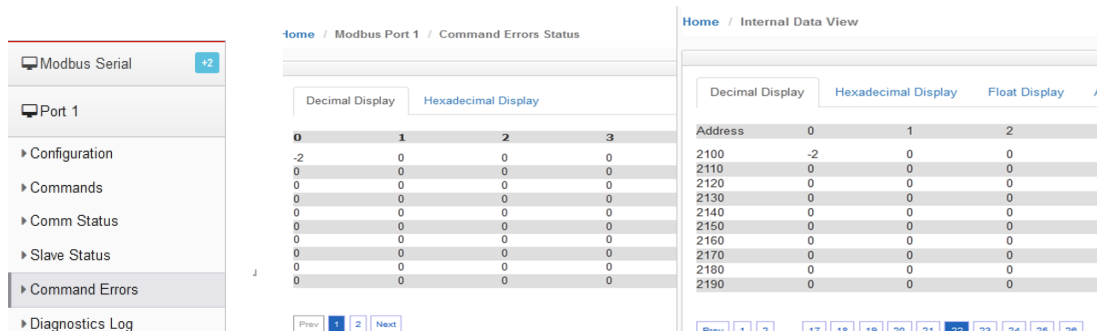 Modbus Serial +2
Port 1
Configuration
Commands
Comm Status
Slave Status
Command Errors
Diagnostics Log
Home / Modbus Port 1 / Command Errors Status
Decimal Display Hexadecimal Display
0 1 2 3
-2 0 0 0
0 0 0 0
0 0 0 0
0 0 0 0
0 0 0 0
0 0 0 0
0 0 0 0
0 0 0 0
0 0 0 0
0 0 0 0
Prev 1 2 Next
Home / Internal Data View
Decimal Display Hexadecimal Display Float Display A
Address 0 1 2
2100 -2 0 0
2110 0 0 0
2120 0 0 0
2130 0 0 0
2140 0 0 0
2150 0 0 0
2160 0 0 0
2170 0 0 0
2180 0 0 0
2190 0 0 0
Prev 1 2 ... 17 18 19 20 21 22 23 24 25 26